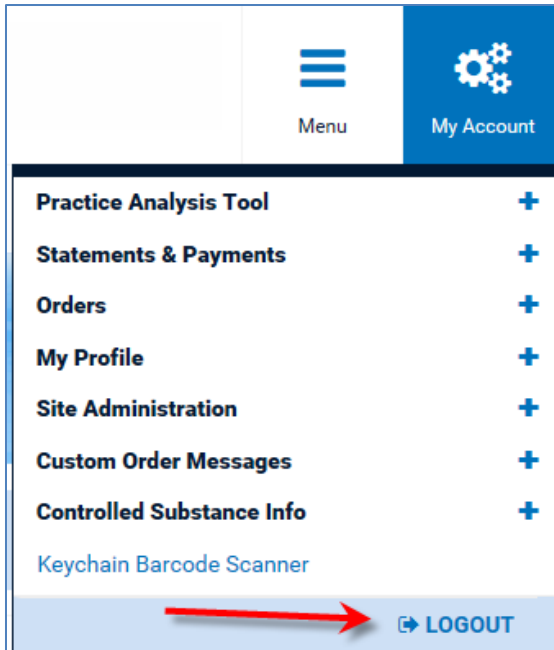 Menu
My Account
Practice Analysis Tool
Statements & Payments
Orders
My Profile
Site Administration
Custom Order Messages
Controlled Substance Info
Keychain Barcode Scanner
LOGOUT